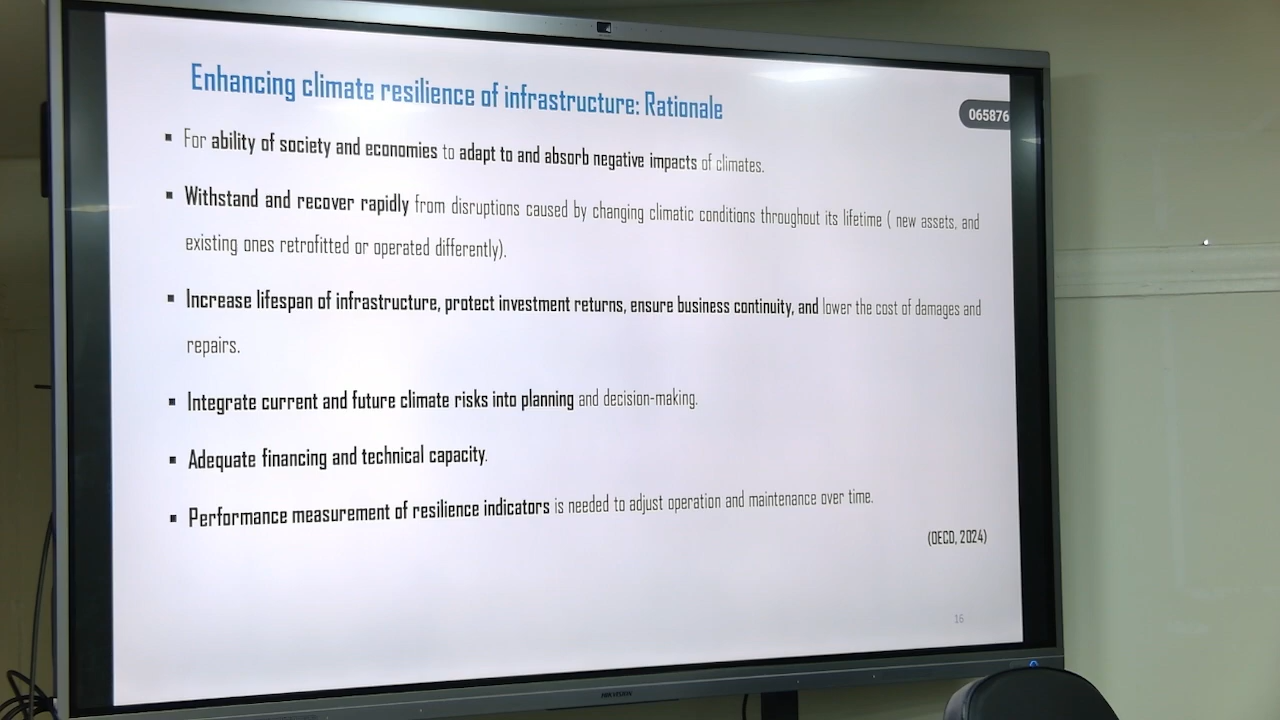 Enhancing climate resilience of infrastructure: Rationale
065876
▪ For ability of society and economies to adapt to and absorb negative impacts of climates.
▪ Withstand and recover rapidly from disruptions caused by changing climatic conditions throughout its lifetime ( new assets, and
existing ones retrofitted or operated differently).
▪ Increase lifespan of infrastructure, protect investment returns, ensure business continuity, and lower the cost of damages and
repairs.
▪ Integrate current and future climate risks into planning and decision-making.
▪ Adequate financing and technical capacity.
▪ Performance measurement of resilience indicators is needed to adjust operation and maintenance over time.
(OECD, 2024)
16
HIKVISION